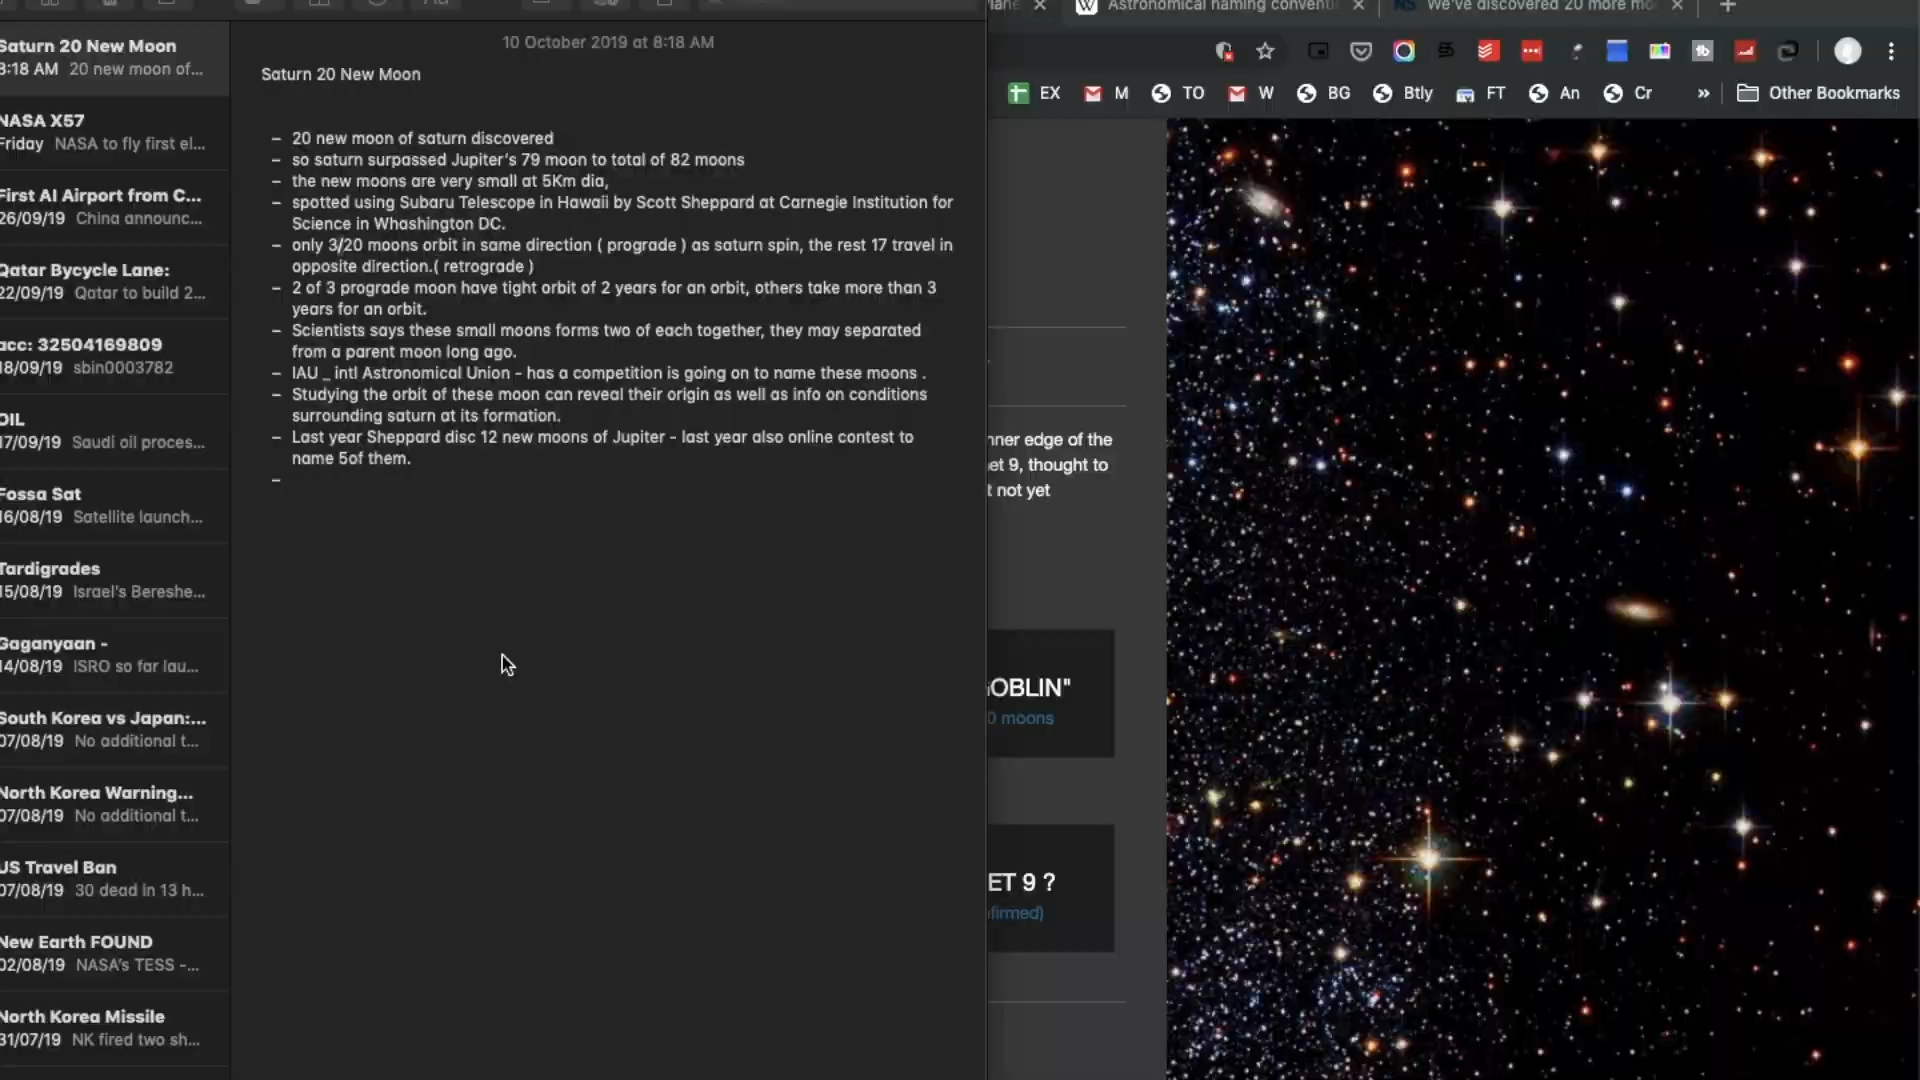 Saturn 20 New Moon
8:18 AM 20 new moon of...
NASA X57
Friday NASA to fly first el...
First AI Airport from C...
26/09/19 China announc...
Qatar Bycycle Lane:
22/09/19 Qatar to build 2...
acc: 32504169809
18/09/19 sbin0003782
OIL
17/09/19 Saudi oil proces...
Fossa Sat
16/08/19 Satellite launch...
Tardigrades
15/08/19 Israel's Bereshe...
Gaganyaan -
14/08/19 ISRO so far lau...
South Korea vs Japan:...
07/08/19 No additional t...
North Korea Warning...
07/08/19 No additional t...
US Travel Ban
07/08/19 30 dead in 13 h...
New Earth FOUND
02/08/19 NASA's TESS -...
North Korea Missile
31/07/19 NK fired two sh...
10 October 2019 at 8:18 AM
Saturn 20 New Moon
– 20 new moon of saturn discovered
– so saturn surpassed Jupiter's 79 moon to total of 82 moons
– the new moons are very small at 5Km dia,
– spotted using Subaru Telescope in Hawaii by Scott Sheppard at Carnegie Institution for
Science in Whashington DC.
– only 3/20 moons orbit in same direction ( prograde ) as saturn spin, the rest 17 travel in
opposite direction.( retrograde )
– 2 of 3 prograde moon have tight orbit of 2 years for an orbit, others take more than 3
years for an orbit.
– Scientists says these small moons forms two of each together, they may separated
from a parent moon long ago.
– IAU _ intl Astronomical Union - has a competition is going on to name these moons .
– Studying the orbit of these moon can reveal their origin as well as info on conditions
surrounding saturn at its formation.
– Last year Sheppard disc 12 new moons of Jupiter - last year also online contest to
name 5of them.
–
Astronomical naming conventi
NS We've discovered 20 more mo
EX M TO W BG Btly FT An Cr » Other Bookmarks
nner edge of the
et 9, thought to
t not yet
OBLIN"
0 moons
ET 9 ?
firmed)